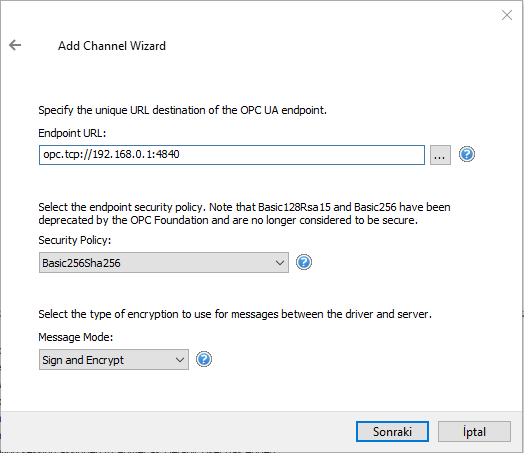 Add Channel Wizard
Specify the unique URL destination of the OPC UA endpoint.
Endpoint URL:
opc.tcp://192.168.0.1:4840
...
Select the endpoint security policy. Note that Basic128Rsa15 and Basic256 have been
deprecated by the OPC Foundation and are no longer considered to be secure.
Security Policy:
Basic256Sha256
Select the type of encryption to use for messages between the driver and server.
Message Mode:
Sign and Encrypt
Sonraki
İptal